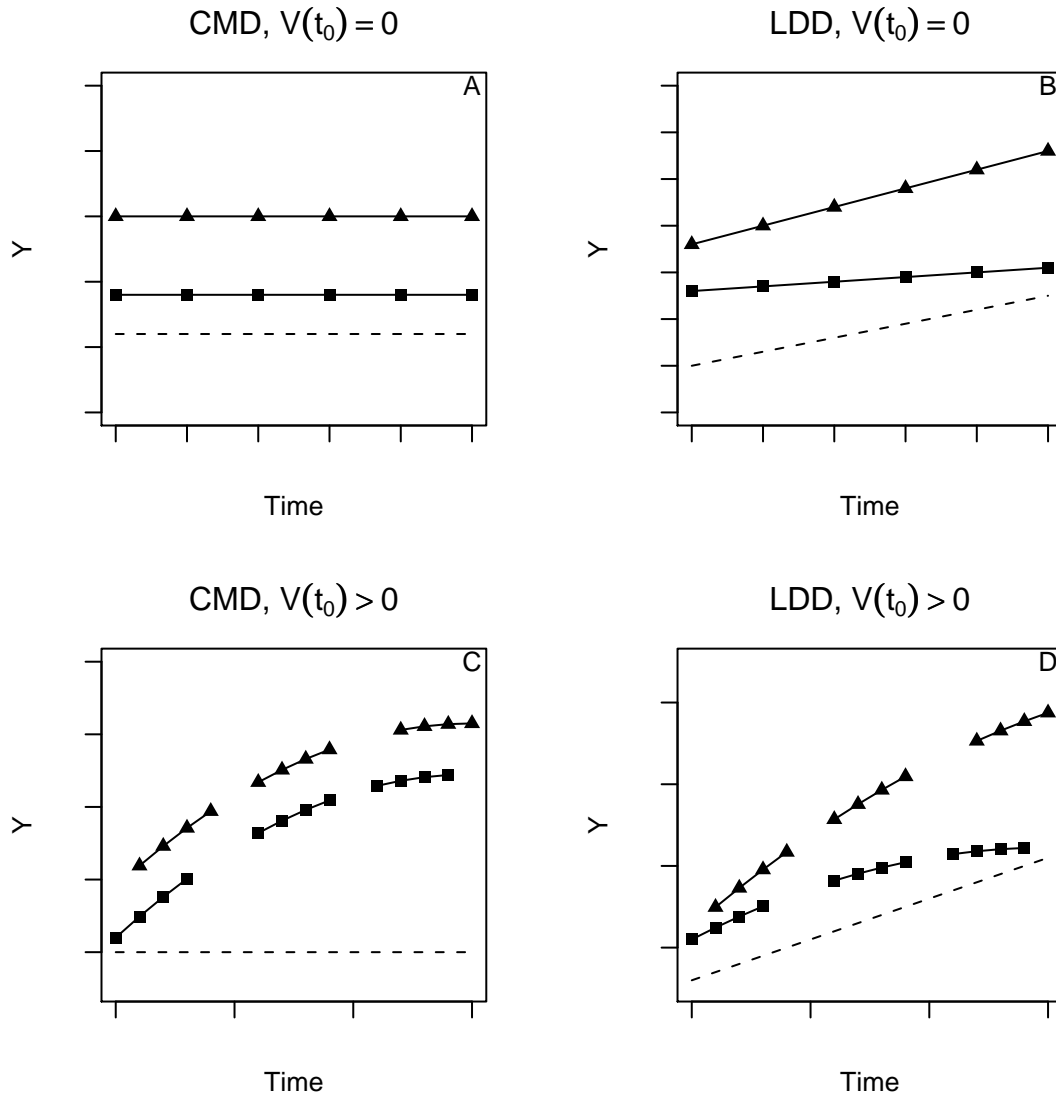 CMD, V(t₀) = 0
A
Y
Time
LDD, V(t₀) = 0
B
Y
Time
CMD, V(t₀) > 0
C
Y
Time
LDD, V(t₀) > 0
D
Y
Time